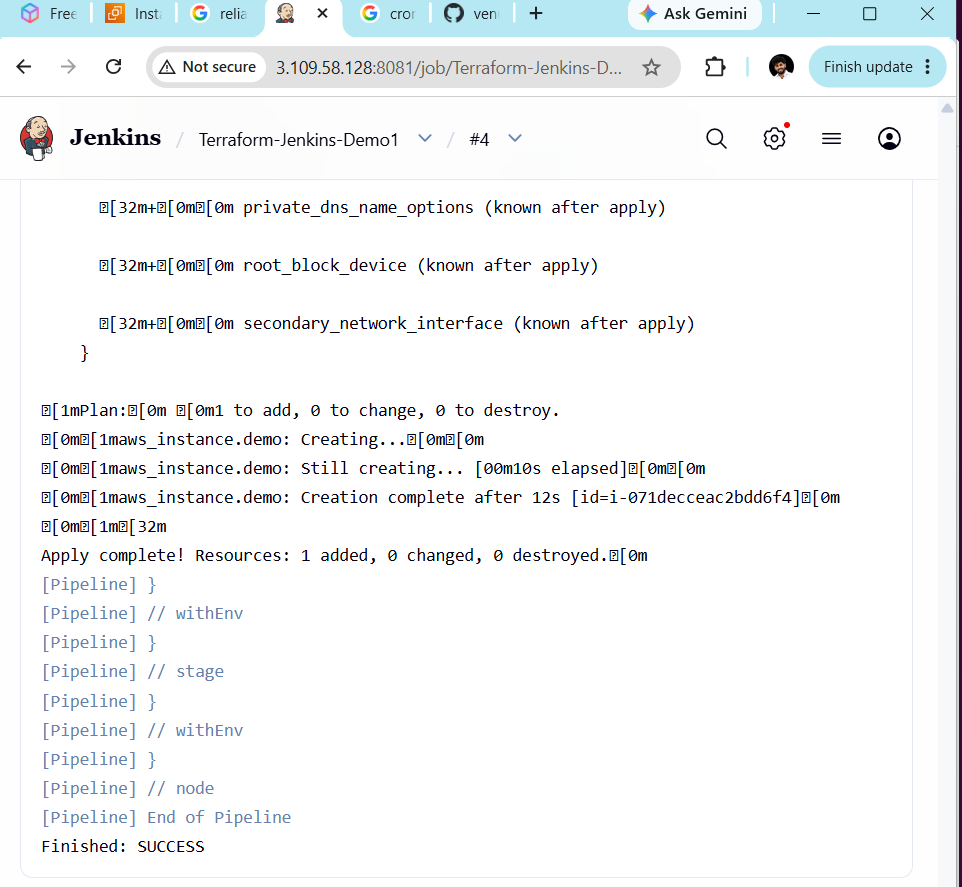 Free
Inst
relia
cror
ven
Ask Gemini
Not secure
3.109.58.128:8081/job/Terraform-Jenkins-D...
Finish update
Jenkins / Terraform-Jenkins-Demo1 / #4
[32m+[0m[0m private_dns_name_options (known after apply)
[32m+[0m[0m root_block_device (known after apply)
[32m+[0m[0m secondary_network_interface (known after apply)
}
[1mPlan:[0m [0m1 to add, 0 to change, 0 to destroy.
[0m[1maws_instance.demo: Creating...[0m[0m
[0m[1maws_instance.demo: Still creating... [00m10s elapsed][0m[0m
[0m[1maws_instance.demo: Creation complete after 12s [id=i-071decceac2bdd6f4][0m
[0m[1m[32m
Apply complete! Resources: 1 added, 0 changed, 0 destroyed.[0m
[Pipeline] }
[Pipeline] // withEnv
[Pipeline] }
[Pipeline] // stage
[Pipeline] }
[Pipeline] // withEnv
[Pipeline] }
[Pipeline] // node
[Pipeline] End of Pipeline
Finished: SUCCESS